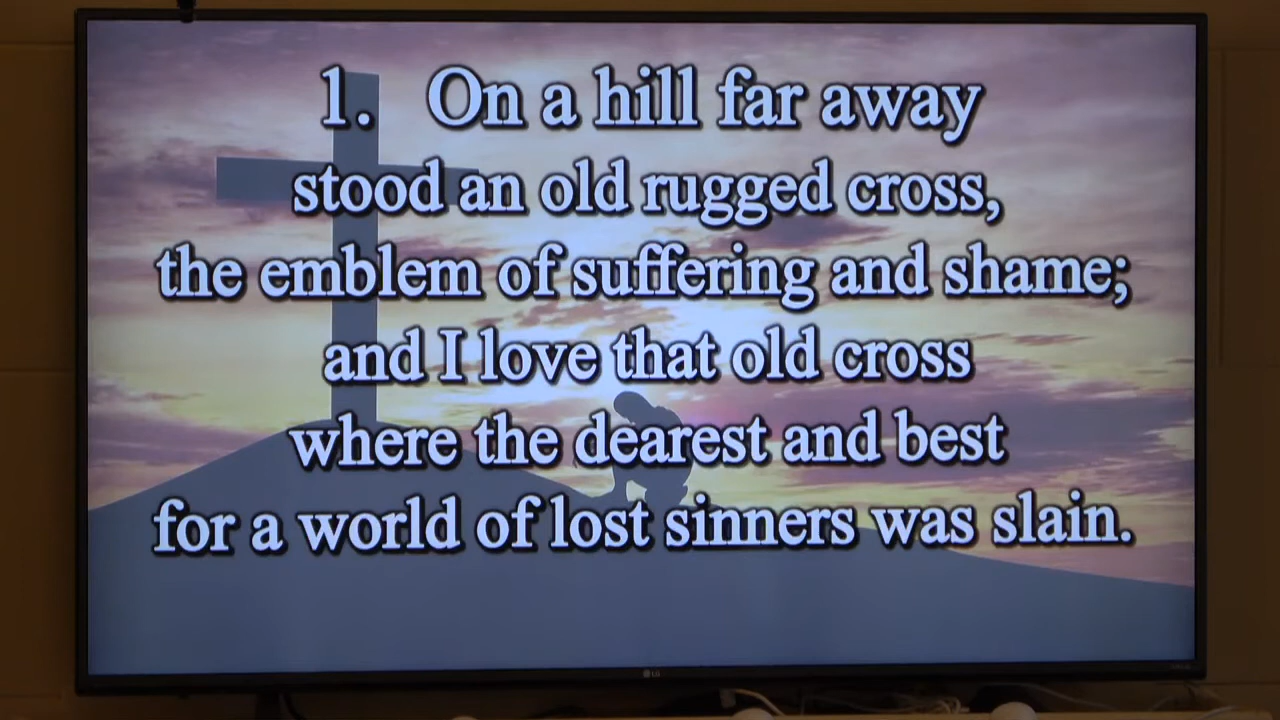 1. On a hill far away
stood an old rugged cross,
the emblem of suffering and shame;
and I love that old cross
where the dearest and best
for a world of lost sinners was slain.
LG